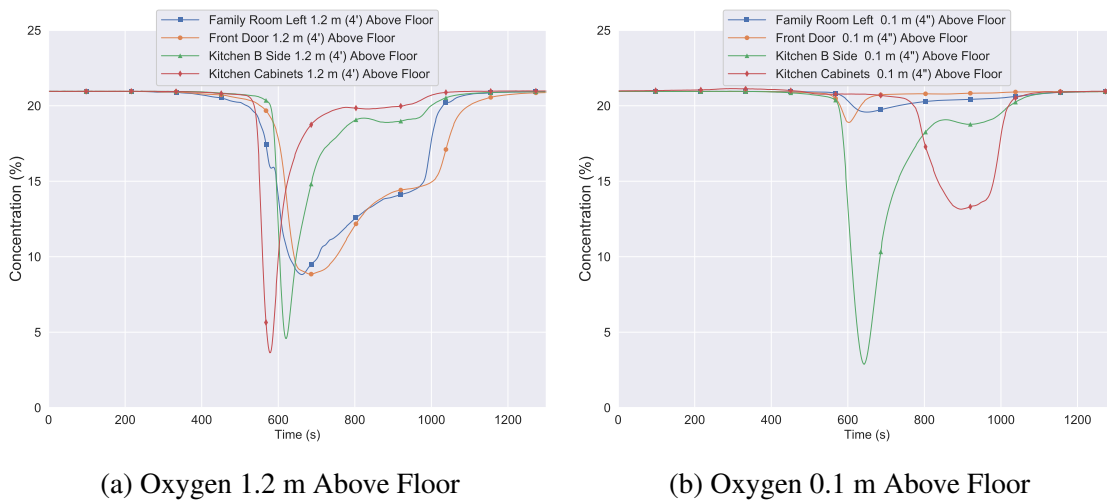 Family Room Left 1.2 m (4') Above Floor
Front Door 1.2 m (4') Above Floor
Kitchen B Side 1.2 m (4') Above Floor
Kitchen Cabinets 1.2 m (4') Above Floor
25
20
15
10
5
0
Concentration (%)
0 200 400 600 800 1000 1200
Time (s)
(a) Oxygen 1.2 m Above Floor
Family Room Left 0.1 m (4") Above Floor
Front Door 0.1 m (4") Above Floor
Kitchen B Side 0.1 m (4") Above Floor
Kitchen Cabinets 0.1 m (4") Above Floor
25
20
15
10
5
0
Concentration (%)
0 200 400 600 800 1000 1200
Time (s)
(b) Oxygen 0.1 m Above Floor